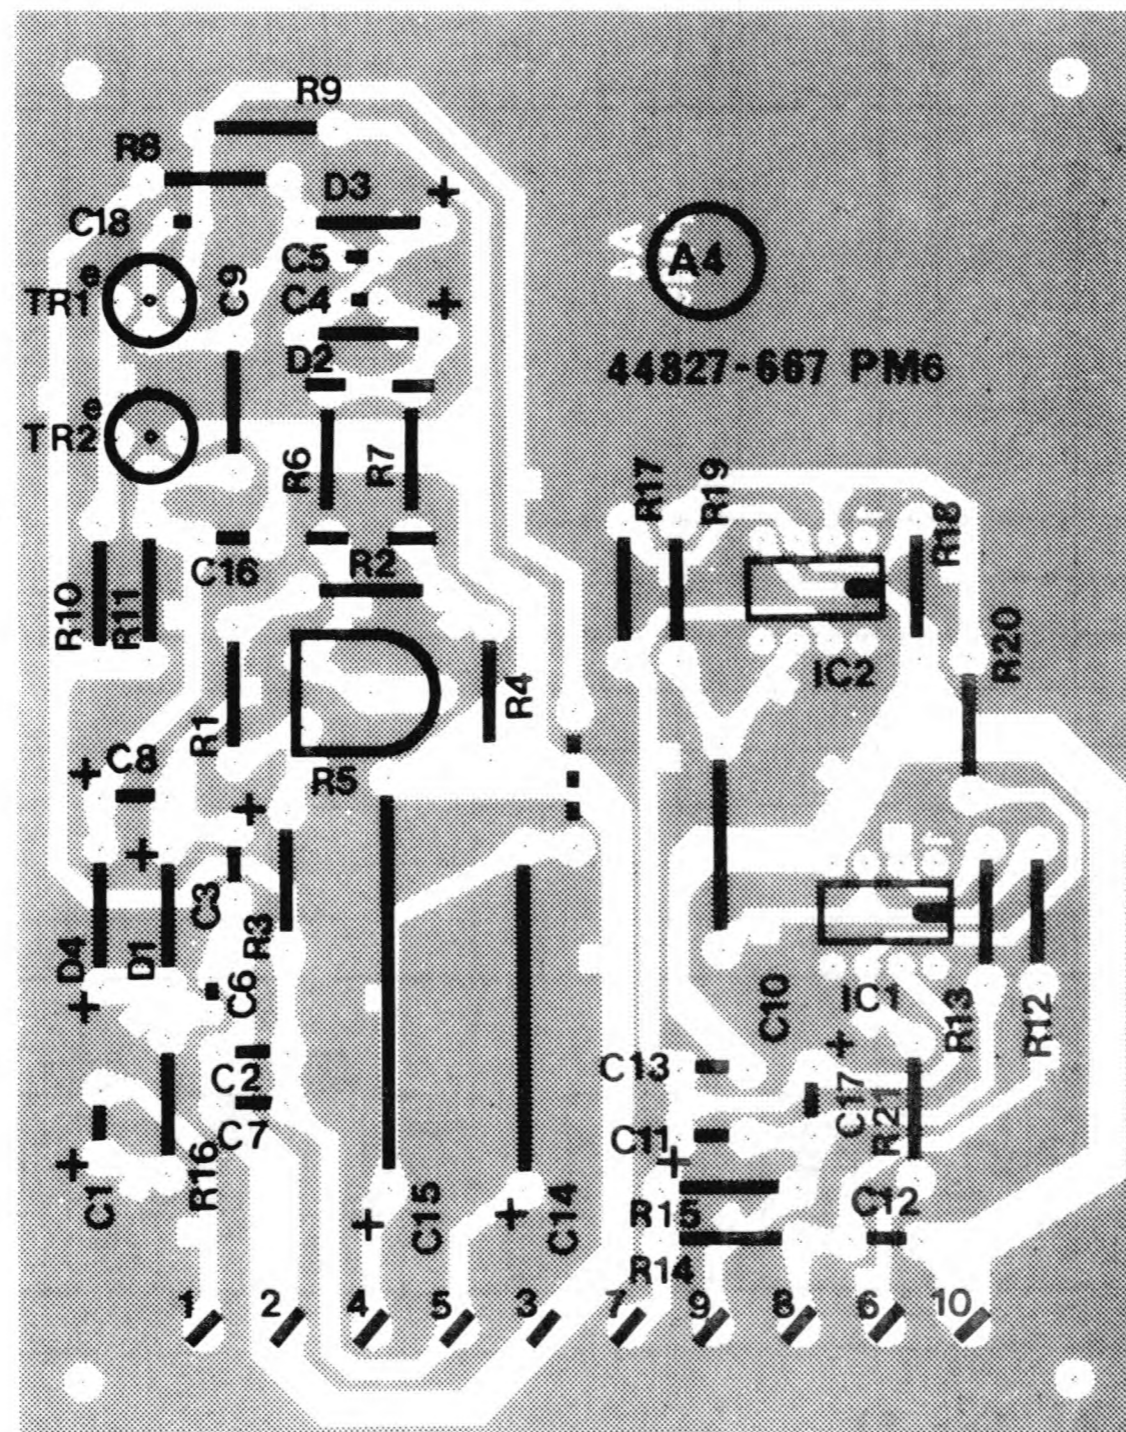 R9
R8
D3
+
C18
C5
A4
TR1
e
C9
C4
+
D2
44827-667 PM6
TR2
e
R6
R7
R17
R19
R18
C16
R2
R10
R11
IC2
R20
R1
R4
C8
+
R5
+
+
C3
R3
D4
D1
+
C6
C10
IC1
R13
R12
C2
C13
+
C7
C17
R21
C1
+
R16
C11
+
C15
+
C14
+
R15
C12
R14
1 2 4 5 3 7 9 8 6 10